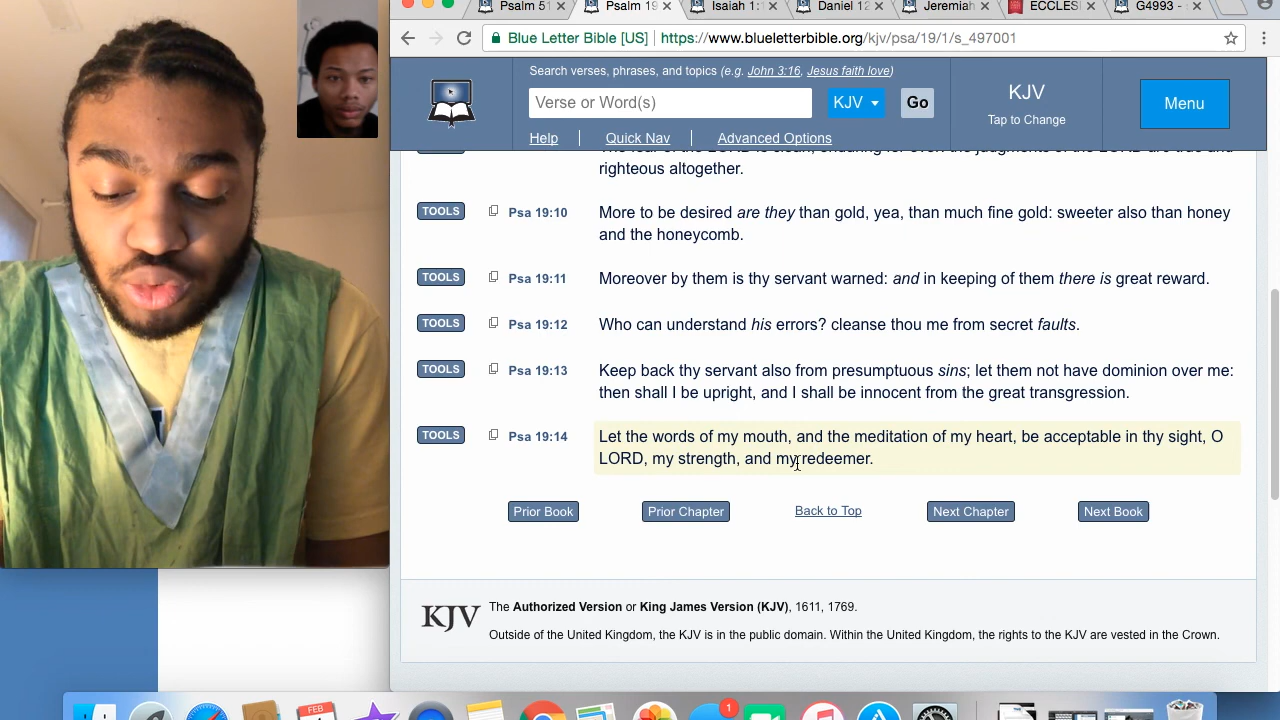 Psalm 51
Psalm 19
Isaiah 1:1
Daniel 12
Jeremiah
ECCLES
G4993 -
Blue Letter Bible [US] | https://www.blueletterbible.org/kjv/psa/19/1/s_497001
Search verses, phrases, and topics (e.g. John 3:16, Jesus faith love)
Verse or Word(s)
KJV
Go
KJV
Tap to Change
Menu
Help | Quick Nav | Advanced Options
righteous altogether.
TOOLS Psa 19:10 More to be desired are they than gold, yea, than much fine gold: sweeter also than honey
and the honeycomb.
TOOLS Psa 19:11 Moreover by them is thy servant warned: and in keeping of them there is great reward.
TOOLS Psa 19:12 Who can understand his errors? cleanse thou me from secret faults.
TOOLS Psa 19:13 Keep back thy servant also from presumptuous sins; let them not have dominion over me:
then shall I be upright, and I shall be innocent from the great transgression.
TOOLS Psa 19:14 Let the words of my mouth, and the meditation of my heart, be acceptable in thy sight, O
LORD, my strength, and my redeemer.
Prior Book Prior Chapter Back to Top Next Chapter Next Book
KJV The Authorized Version or King James Version (KJV), 1611, 1769.
Outside of the United Kingdom, the KJV is in the public domain. Within the United Kingdom, the rights to the KJV are vested in the Crown.
FEB
1